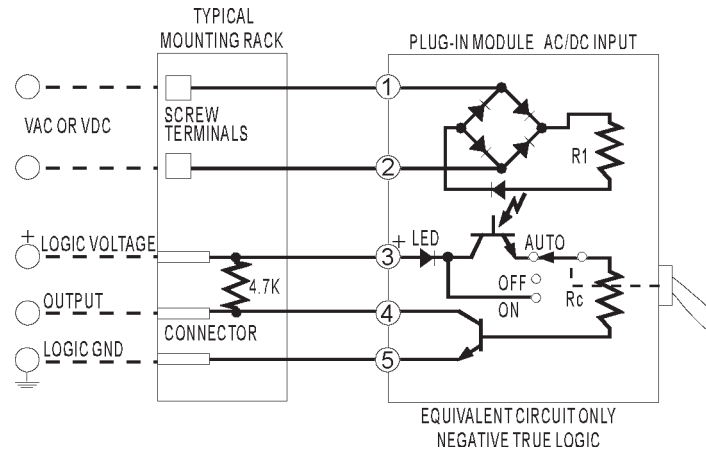 TYPICAL
MOUNTING RACK
PLUG-IN MODULE AC/DC INPUT
1
SCREW
TERMINALS
VAC OR VDC
R1
2
+
LOGIC VOLTAGE
3
+ LED
AUTO
4.7K
OFF
ON
Rc
OUTPUT
4
CONNECTOR
LOGIC GND
5
EQUIVALENT CIRCUIT ONLY
NEGATIVE TRUE LOGIC